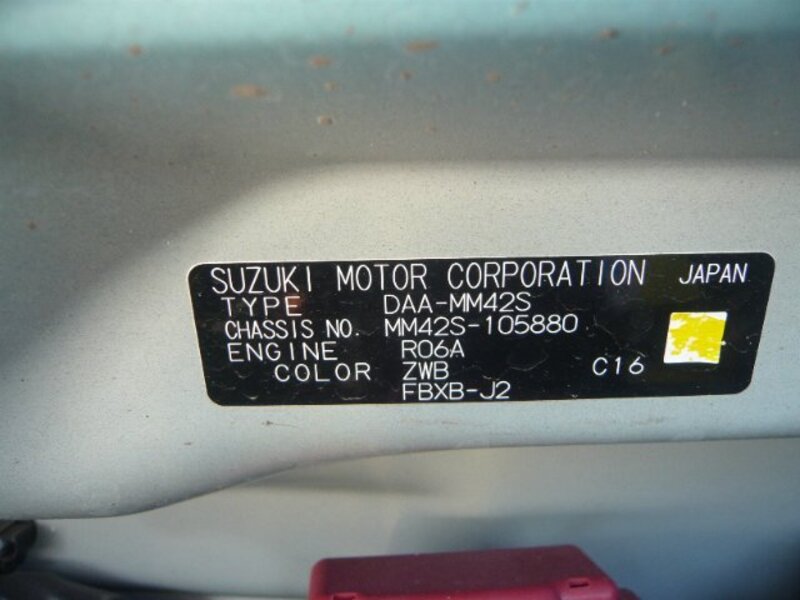 SUZUKI MOTOR CORPORATION JAPAN
TYPE DAA-MM42S
CHASSIS NO. MM42S-105880
ENGINE R06A
COLOR ZWB C16
FBXB-J2